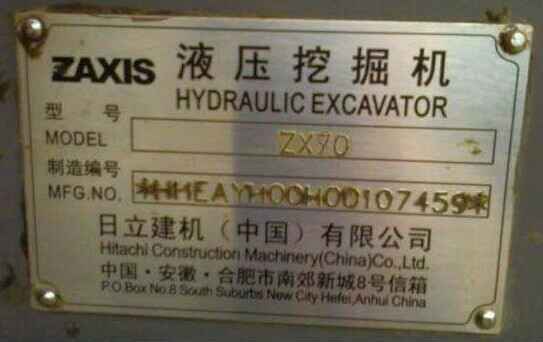 ZAXIS 液压挖掘机
HYDRAULIC EXCAVATOR
型号
MODEL ZX70
制造编号
MFG.NO. *HHEAYH00H00107459*
日立建机（中国）有限公司
Hitachi Construction Machinery(China)Co.,Ltd.
中国·安徽·合肥市南郊新城8号信箱
P.O.Box No.8 South Suburbs New City Hefei,Anhui China